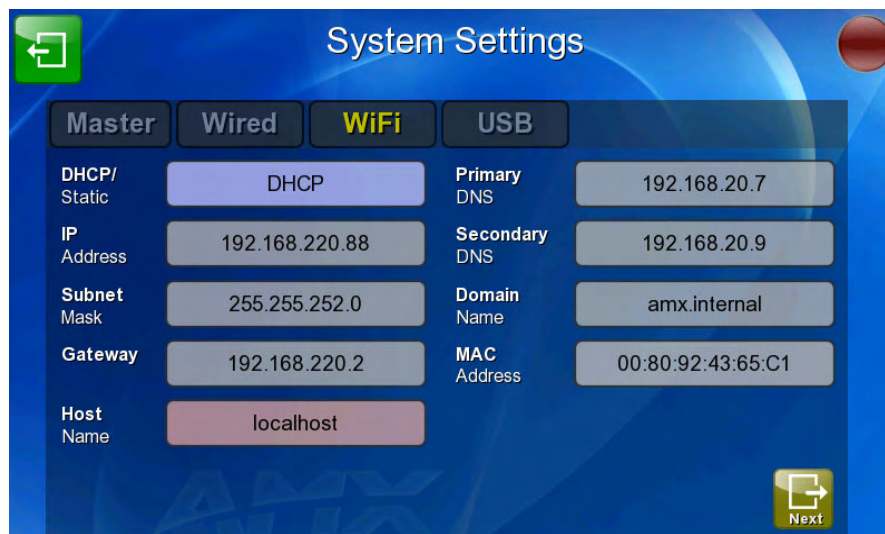 System Settings
Master Wired WiFi USB
DHCP/
Static
DHCP
Primary
DNS
192.168.20.7
IP
Address
192.168.220.88
Secondary
DNS
192.168.20.9
Subnet
Mask
255.255.252.0
Domain
Name
amx.internal
Gateway
192.168.220.2
MAC
Address
00:80:92:43:65:C1
Host
Name
localhost
AMX
Next